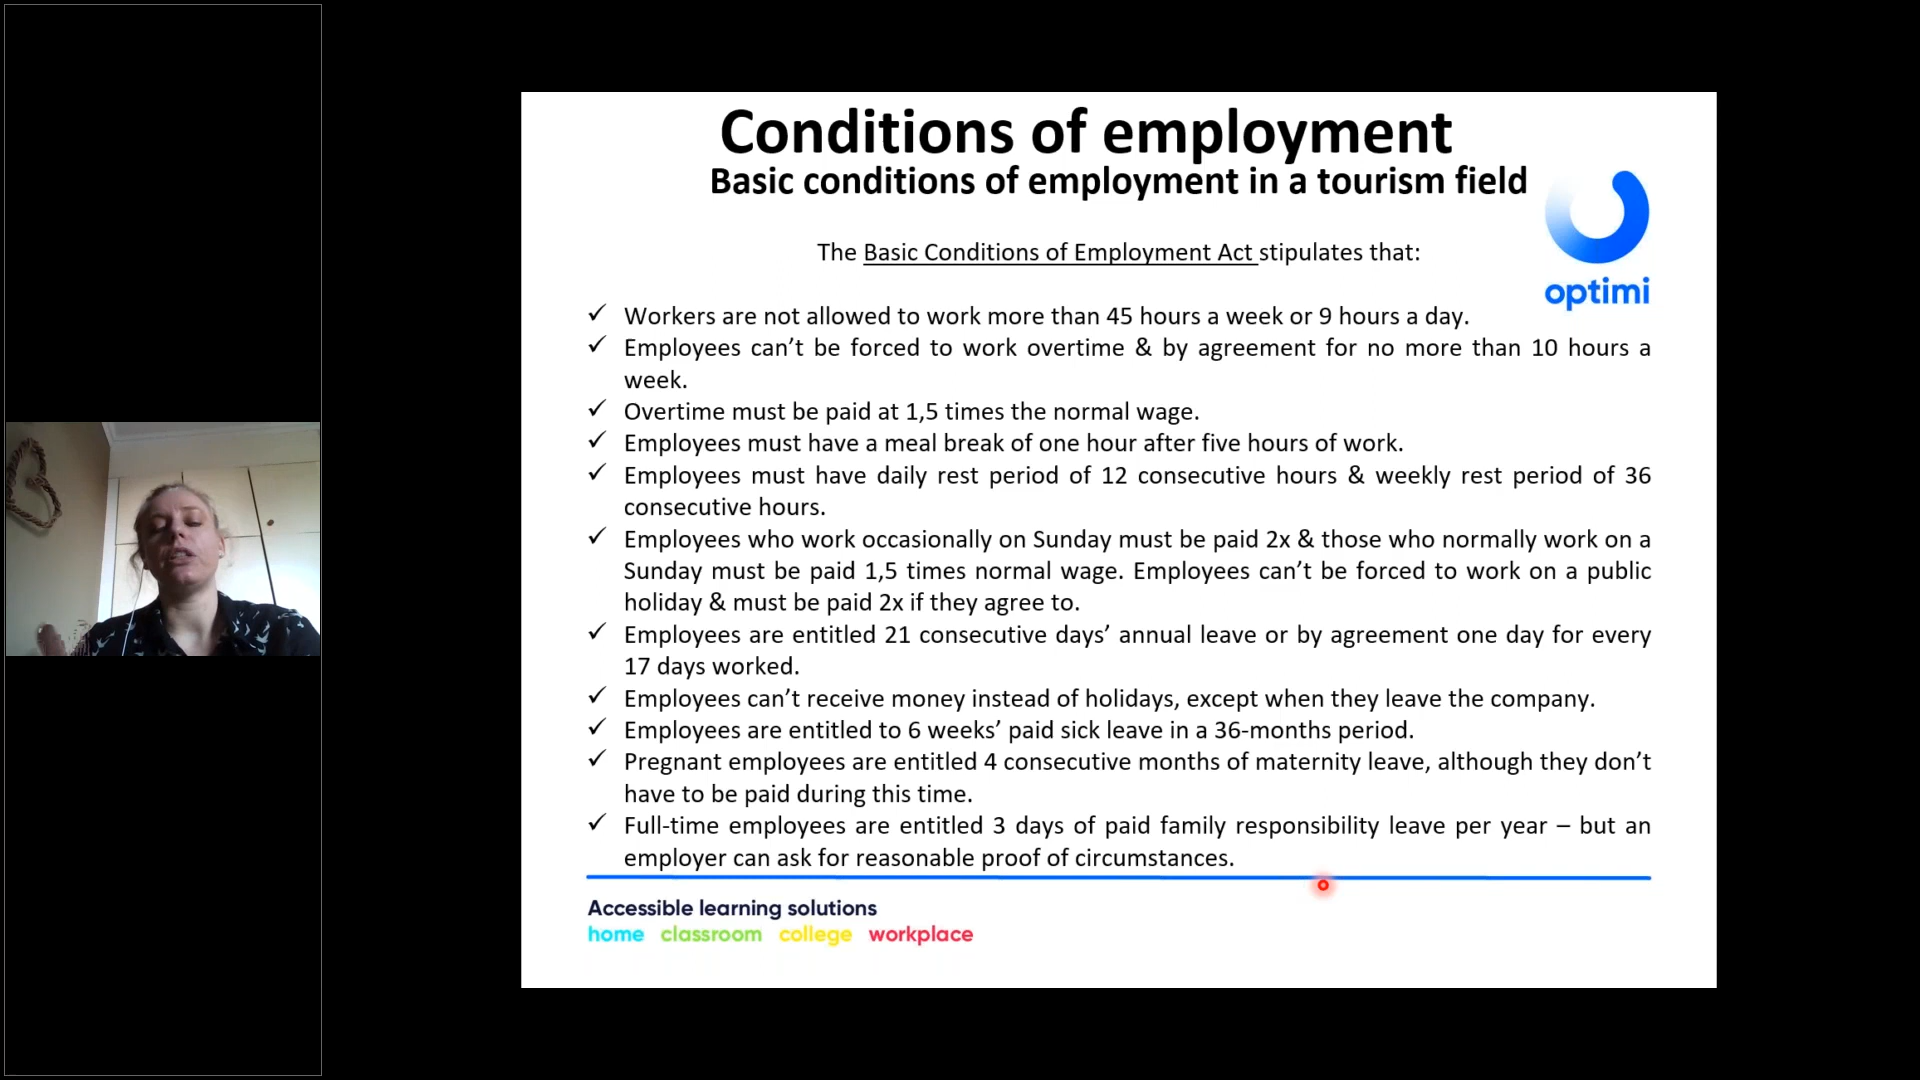 Conditions of employment
Basic conditions of employment in a tourism field
The Basic Conditions of Employment Act stipulates that:
optimi
✓ Workers are not allowed to work more than 45 hours a week or 9 hours a day.
✓ Employees can’t be forced to work overtime & by agreement for no more than 10 hours a
week.
✓ Overtime must be paid at 1,5 times the normal wage.
✓ Employees must have a meal break of one hour after five hours of work.
✓ Employees must have daily rest period of 12 consecutive hours & weekly rest period of 36
consecutive hours.
✓ Employees who work occasionally on Sunday must be paid 2x & those who normally work on a
Sunday must be paid 1,5 times normal wage. Employees can’t be forced to work on a public
holiday & must be paid 2x if they agree to.
✓ Employees are entitled 21 consecutive days’ annual leave or by agreement one day for every
17 days worked.
✓ Employees can’t receive money instead of holidays, except when they leave the company.
✓ Employees are entitled to 6 weeks’ paid sick leave in a 36-months period.
✓ Pregnant employees are entitled 4 consecutive months of maternity leave, although they don’t
have to be paid during this time.
✓ Full-time employees are entitled 3 days of paid family responsibility leave per year – but an
employer can ask for reasonable proof of circumstances.
Accessible learning solutions
home classroom college workplace